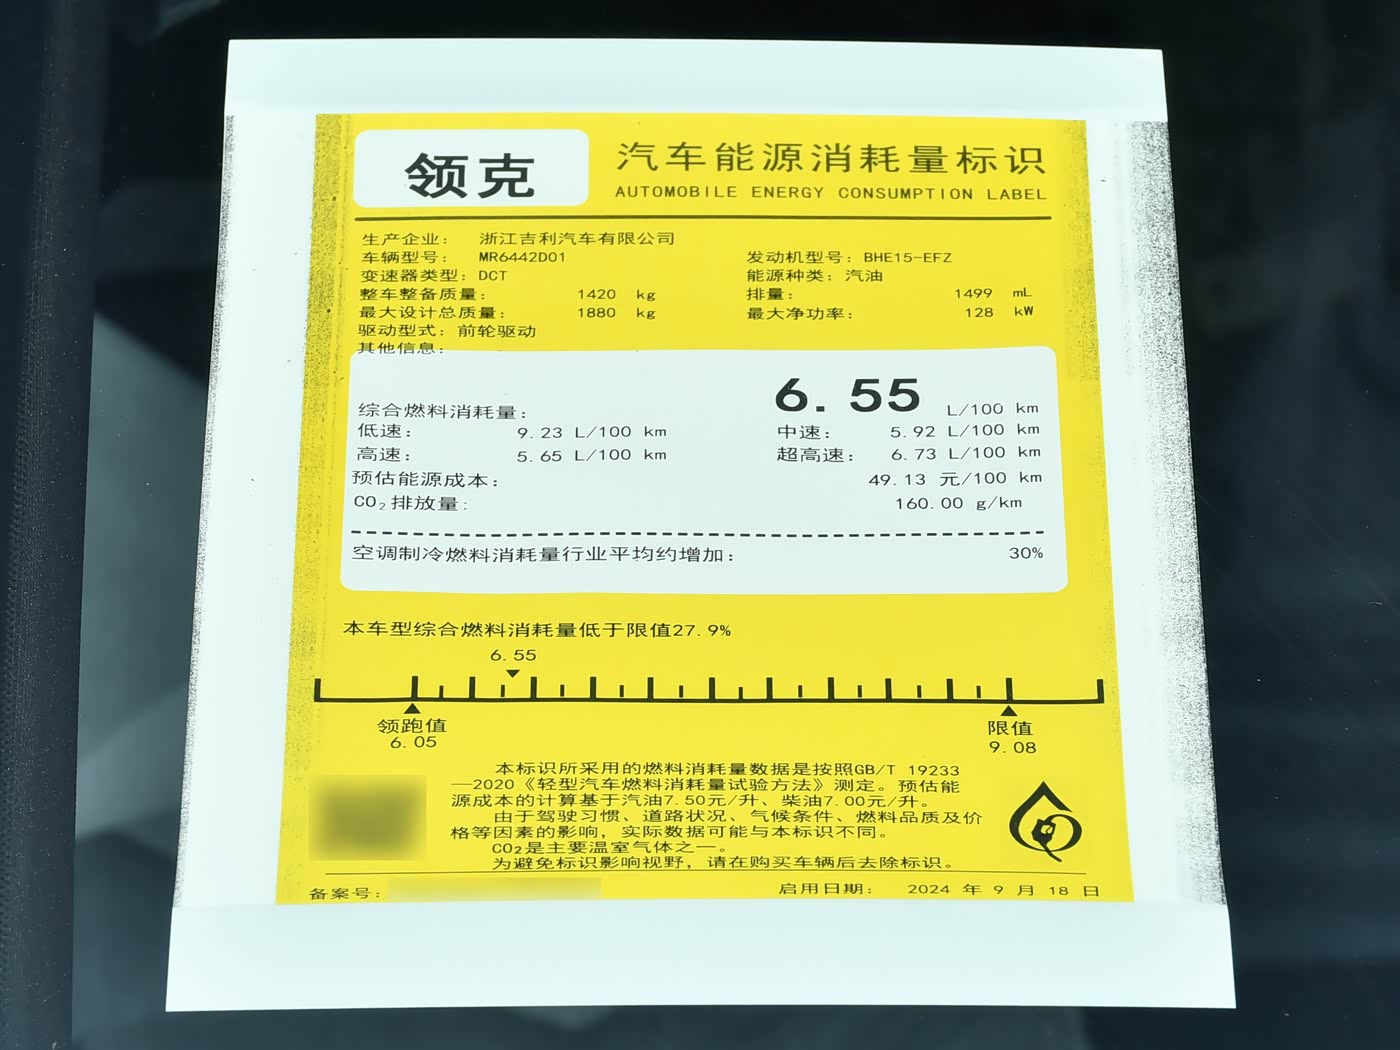 领克
汽车能源消耗量标识
AUTOMOBILE ENERGY CONSUMPTION LABEL
生产企业： 浙江吉利汽车有限公司
车辆型号： MR6442D01 发动机型号：BHE15-EFZ
变速器类型：DCT 能源种类：汽油
整车整备质量： 1420 kg 排量： 1499 mL
最大设计总质量： 1880 kg 最大净功率： 128 kW
驱动型式：前轮驱动
其他信息：
综合燃料消耗量： 6.55 L/100 km
低速： 9.23 L/100 km 中速： 5.92 L/100 km
高速： 5.65 L/100 km 超高速： 6.73 L/100 km
预估能源成本： 49.13 元/100 km
CO₂排放量： 160.00 g/km
空调制冷燃料消耗量行业平均约增加： 30%
本车型综合燃料消耗量低于限值27.9%
6.55
领跑值 限值
6.05 9.08
本标识所采用的燃料消耗量数据是按照GB/T 19233
—2020《轻型汽车燃料消耗量试验方法》测定。预估能
源成本的计算基于汽油7.50元/升、柴油7.00元/升。
由于驾驶习惯、道路状况、气候条件、燃料品质及价
格等因素的影响，实际数据可能与本标识不同。
CO₂是主要温室气体之一。
为避免标识影响视野，请在购买车辆后去除标识。
备案号： 启用日期： 2024 年 9 月 18 日